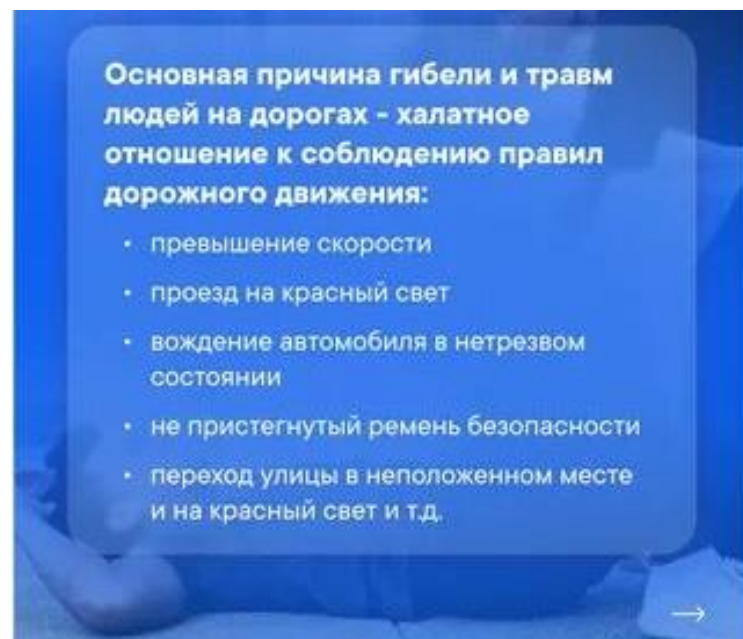 Основная причина гибели и травм
людей на дорогах - халатное
отношение к соблюдению правил
дорожного движения:
• превышение скорости
• проезд на красный свет
• вождение автомобиля в нетрезвом
состоянии
• не пристегнутый ремень безопасности
• переход улицы в неположенном месте
и на красный свет и т.д.